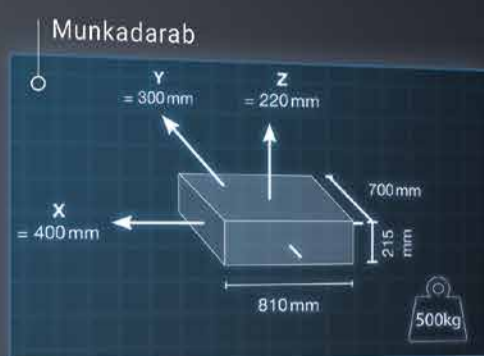 Munkadarab
Y
= 300 mm
Z
= 220 mm
X
= 400 mm
700 mm
215
mm
810 mm
500kg